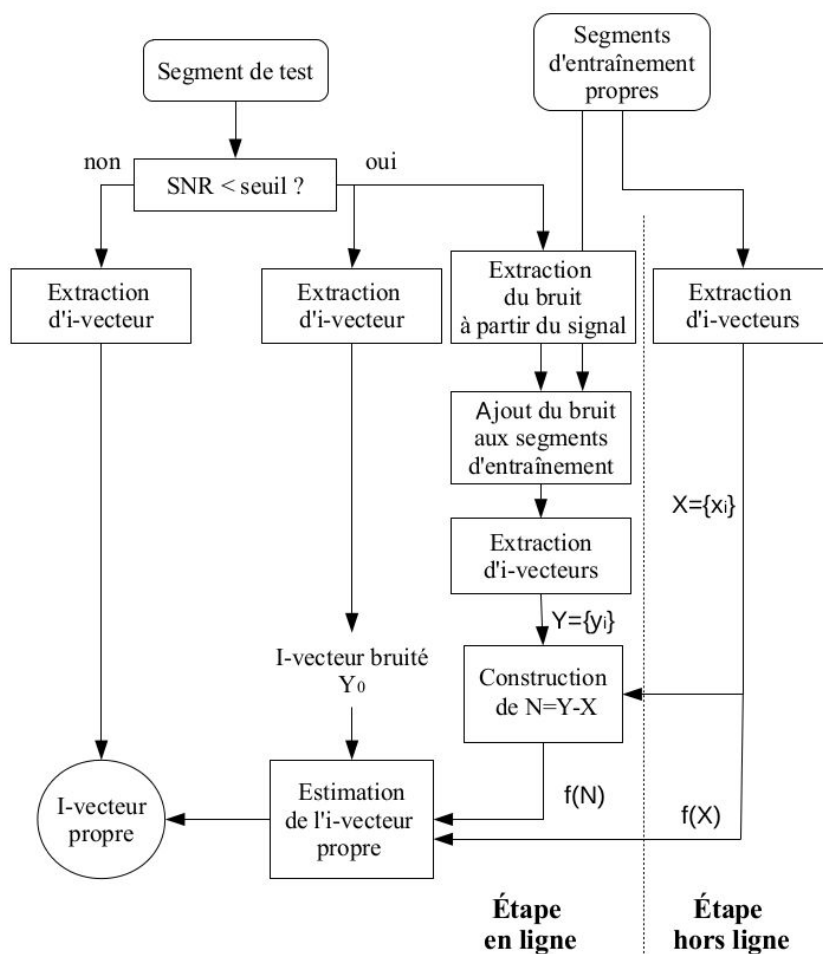 Segment de test
Segments
d'entraînement
propres
non
oui
SNR < seuil ?
Extraction
d'i-vecteur
Extraction
d'i-vecteur
Extraction
du bruit
à partir du signal
Extraction
d'i-vecteurs
Ajout du bruit
aux segments
d'entraînement
X={xi}
Extraction
d'i-vecteurs
Y={yi}
I-vecteur bruité
Y0
Construction
de N=Y-X
I-vecteur
propre
Estimation
de l'i-vecteur
propre
f(N)
f(X)
Étape
en ligne
Étape
hors ligne